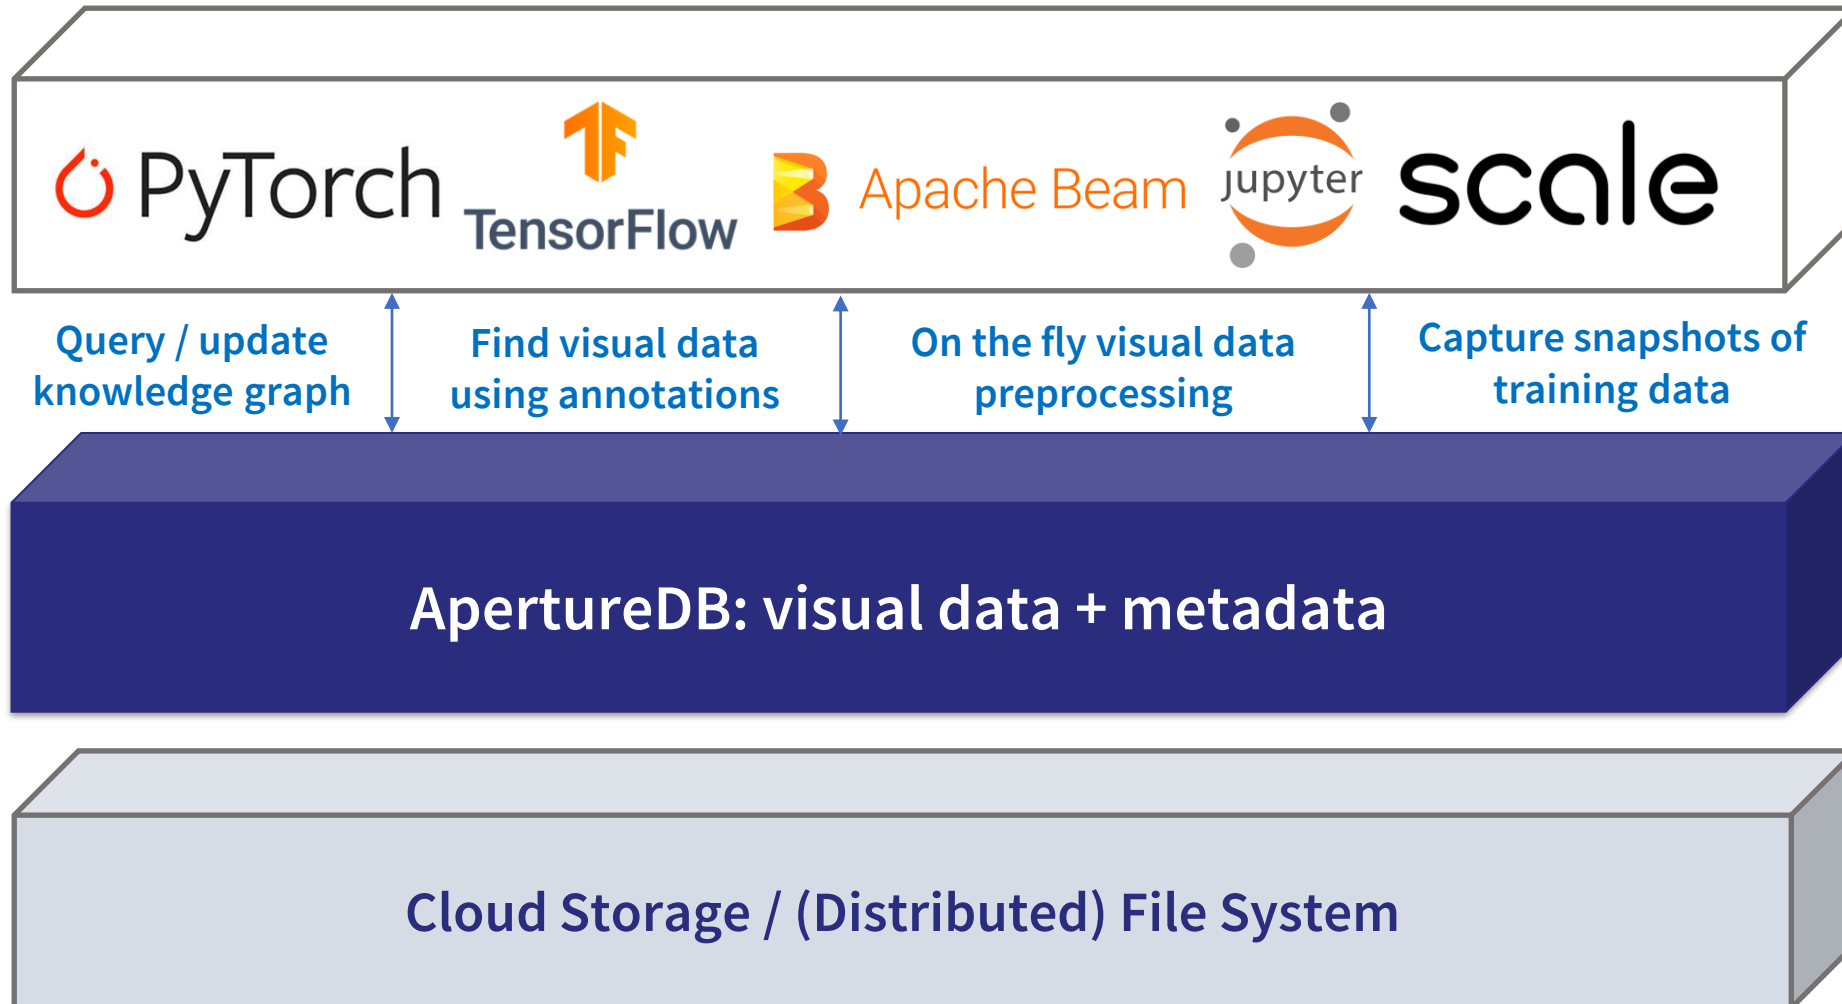 PyTorch
TensorFlow
Apache Beam
jupyter
scale
Query / update
knowledge graph
Find visual data
using annotations
On the fly visual data
preprocessing
Capture snapshots of
training data
ApertureDB: visual data + metadata
Cloud Storage / (Distributed) File System